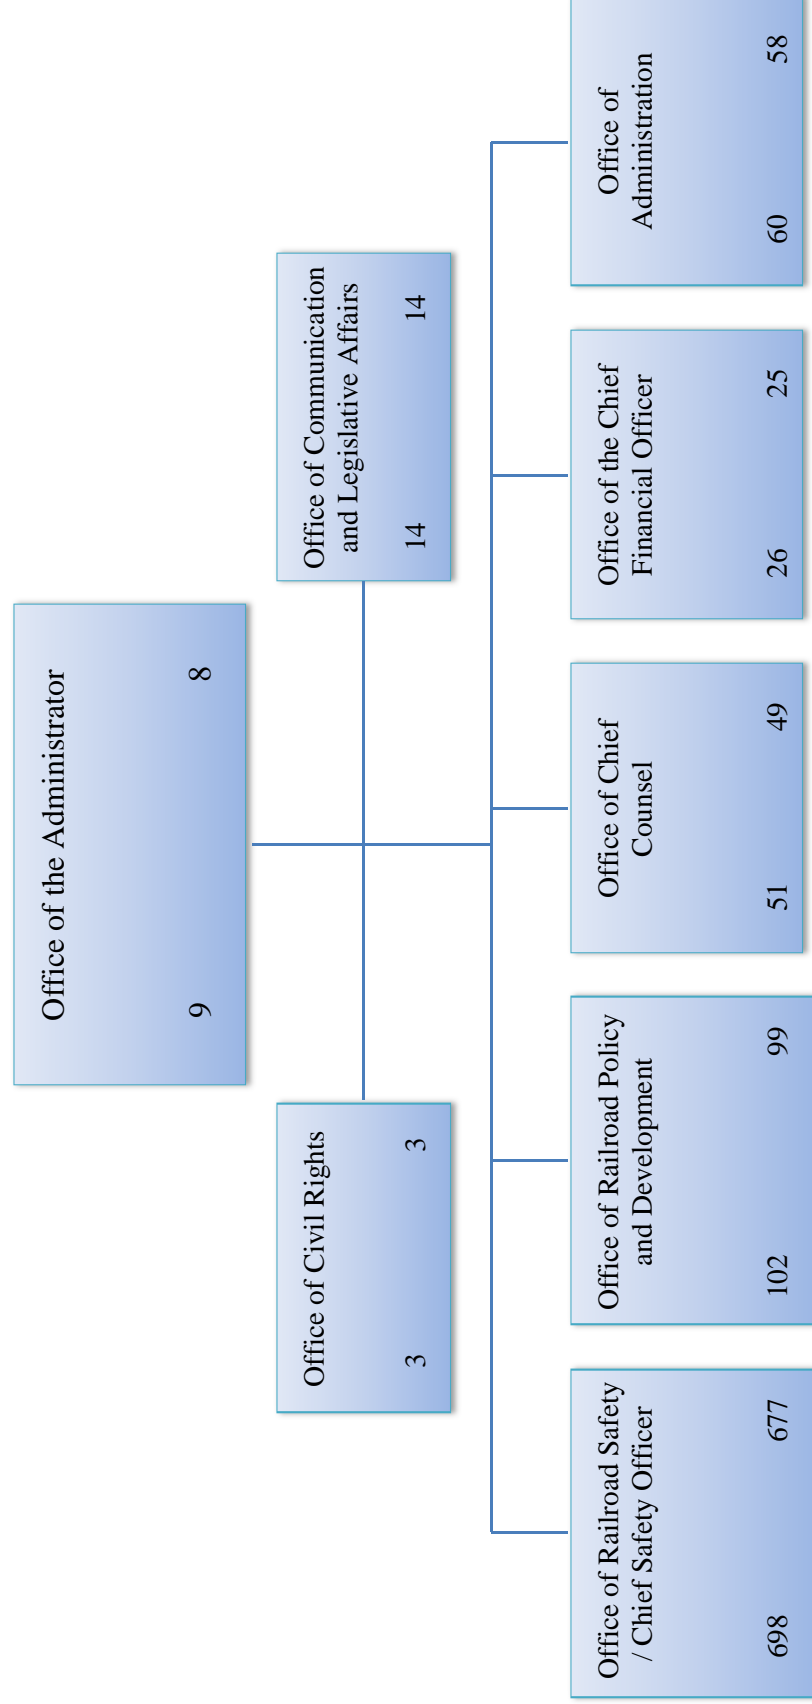 Office of the Administrator
9 8
Office of Civil Rights
3 3
Office of Communication
and Legislative Affairs
14 14
Office of Railroad Safety
/ Chief Safety Officer
698 677
Office of Railroad Policy
and Development
102 99
Office of Chief
Counsel
51 49
Office of the Chief
Financial Officer
26 25
Office of
Administration
60 58